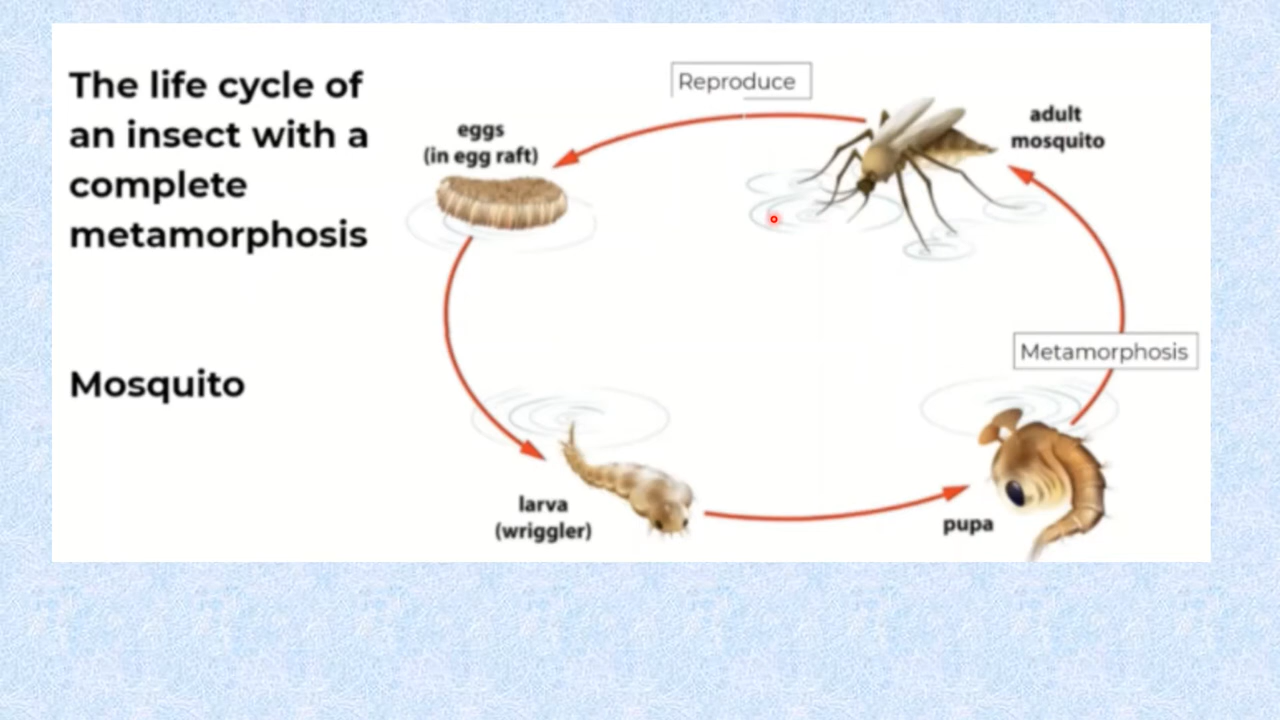 The life cycle of
an insect with a
complete
metamorphosis
Mosquito
Reproduce
eggs
(in egg raft)
adult
mosquito
Metamorphosis
larva
(wriggler)
pupa